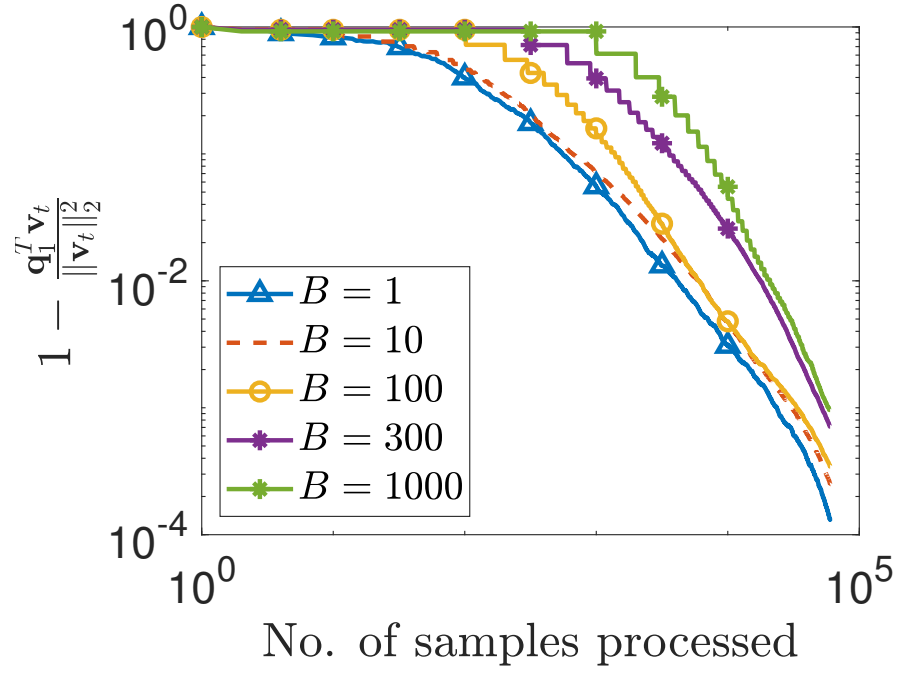 10^0
10^-2
10^-4
1 − q_1^T v_t / ‖v_t‖_2^2
B = 1
B = 10
B = 100
B = 300
B = 1000
10^0
10^5
No. of samples processed